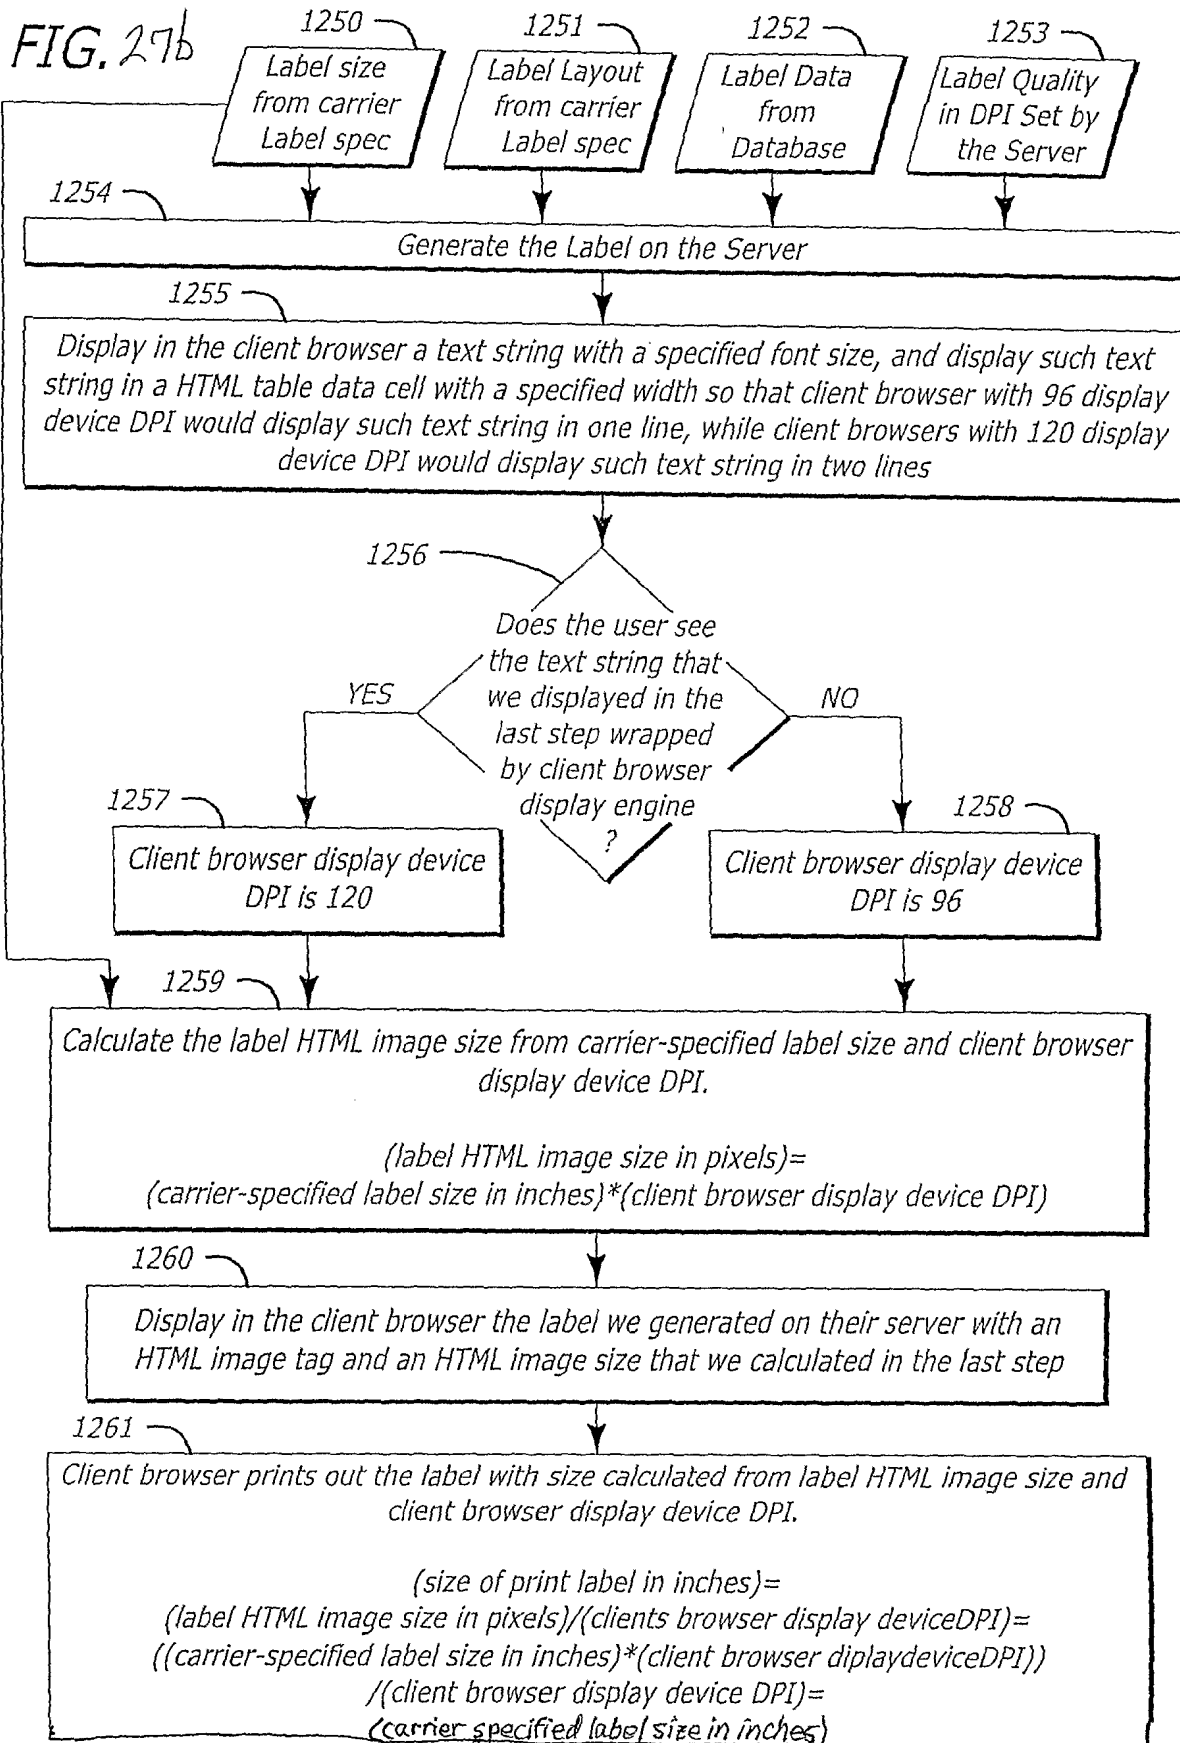 FIG. 27b
1250
Label size
from carrier
Label spec
1251
Label Layout
from carrier
Label spec
1252
Label Data
from
Database
1253
Label Quality
in DPI Set by
the Server
1254
Generate the Label on the Server
1255
Display in the client browser a text string with a specified font size, and display such text
string in a HTML table data cell with a specified width so that client browser with 96 display
device DPI would display such text string in one line, while client browsers with 120 display
device DPI would display such text string in two lines
1256
Does the user see
the text string that
we displayed in the
last step wrapped
by client browser
display engine
?
YES
NO
1257
Client browser display device
DPI is 120
1258
Client browser display device
DPI is 96
1259
Calculate the label HTML image size from carrier-specified label size and client browser
display device DPI.
(label HTML image size in pixels)=
(carrier-specified label size in inches)*(client browser display device DPI)
1260
Display in the client browser the label we generated on their server with an
HTML image tag and an HTML image size that we calculated in the last step
1261
Client browser prints out the label with size calculated from label HTML image size and
client browser display device DPI.
(size of print label in inches)=
(label HTML image size in pixels)/(clients browser display deviceDPI)=
((carrier-specified label size in inches)*(client browser diplaydeviceDPI))
/(client browser display device DPI)=
(carrier specified label size in inches)